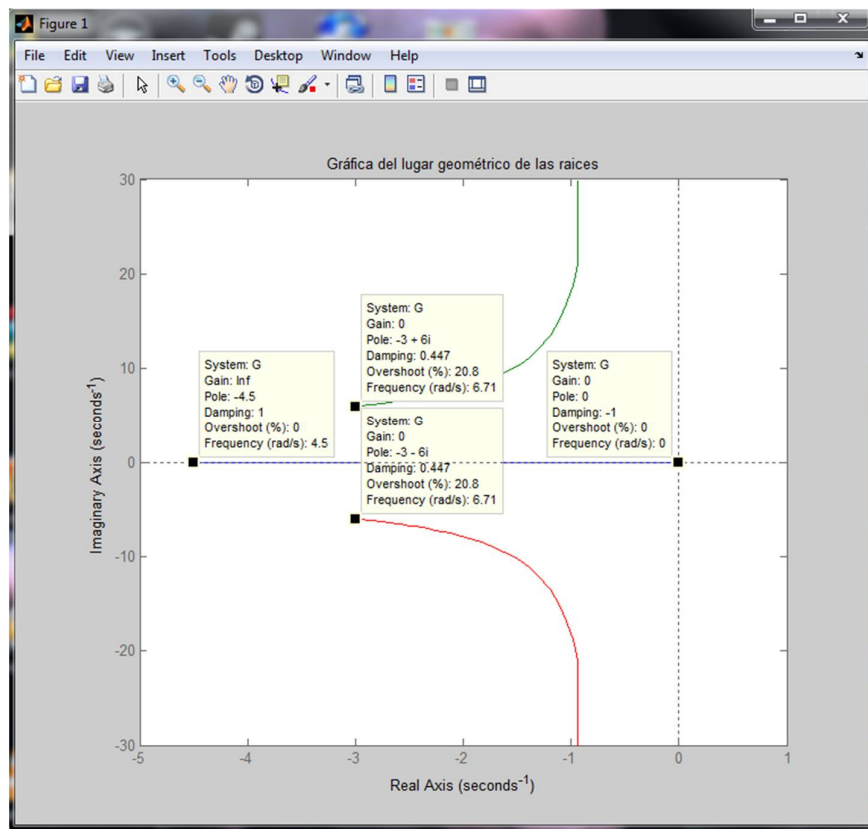 Figure 1
File Edit View Insert Tools Desktop Window Help
Gráfica del lugar geométrico de las raices
30
20
10
0
-10
-20
-30
Imaginary Axis (seconds-1)
System: G
Gain: Inf
Pole: -4.5
Damping: 1
Overshoot (%): 0
Frequency (rad/s): 4.5
System: G
Gain: 0
Pole: -3 + 6i
Damping: 0.447
Overshoot (%): 20.8
Frequency (rad/s): 6.71
System: G
Gain: 0
Pole: -3 - 6i
Damping: 0.447
Overshoot (%): 20.8
Frequency (rad/s): 6.71
System: G
Gain: 0
Pole: 0
Damping: -1
Overshoot (%): 0
Frequency (rad/s): 0
-5 -4 -3 -2 -1 0 1
Real Axis (seconds-1)